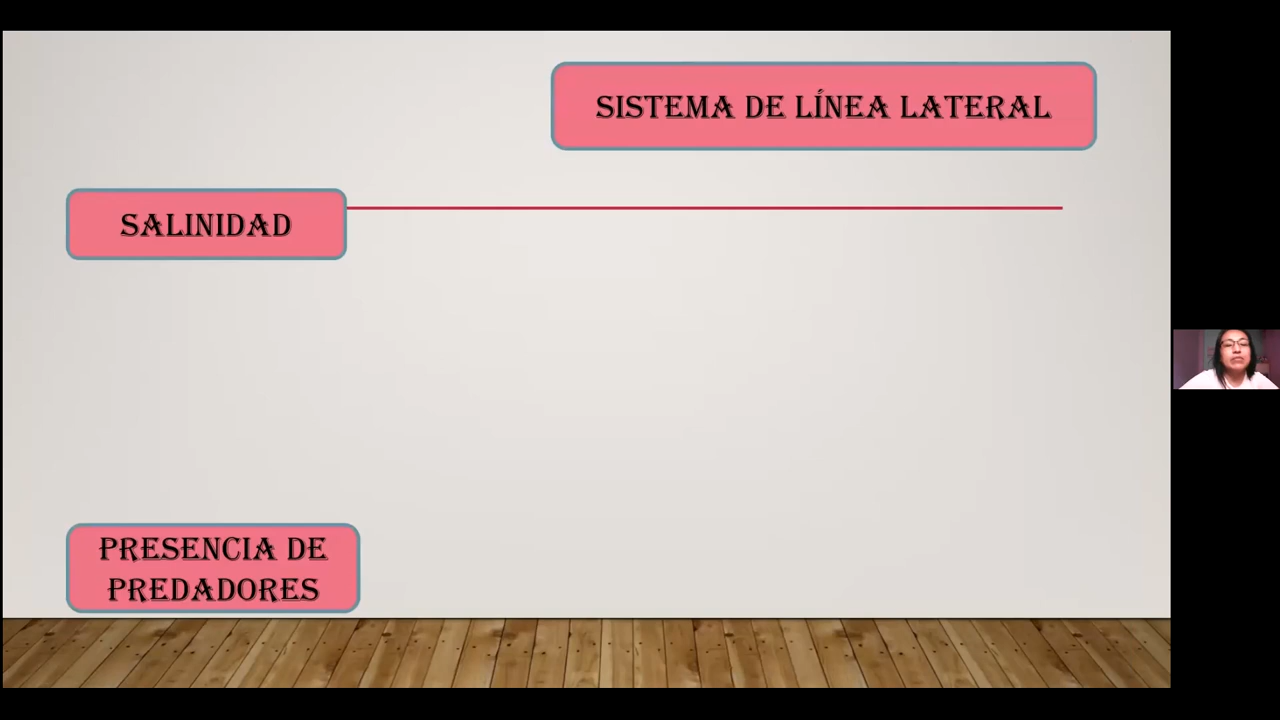 SISTEMA DE LÍNEA LATERAL
SALINIDAD
PRESENCIA DE
PREDADORES